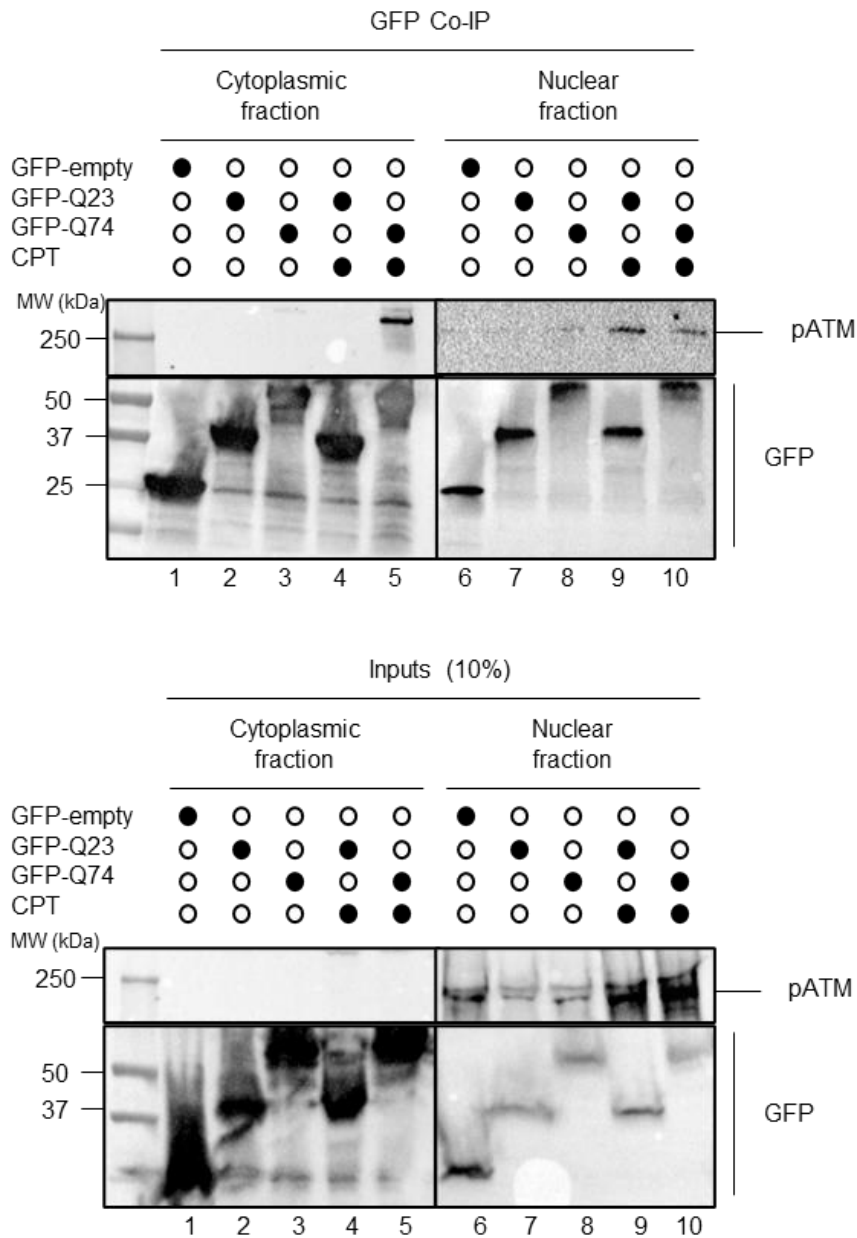 GFP Co-IP
Cytoplasmic
fraction
Nuclear
fraction
GFP-empty
GFP-Q23
GFP-Q74
CPT
MW (kDa)
250
pATM
50
37
25
GFP
1 2 3 4 5 6 7 8 9 10
Inputs (10%)
Cytoplasmic
fraction
Nuclear
fraction
GFP-empty
GFP-Q23
GFP-Q74
CPT
MW (kDa)
250
pATM
50
37
GFP
1 2 3 4 5 6 7 8 9 10